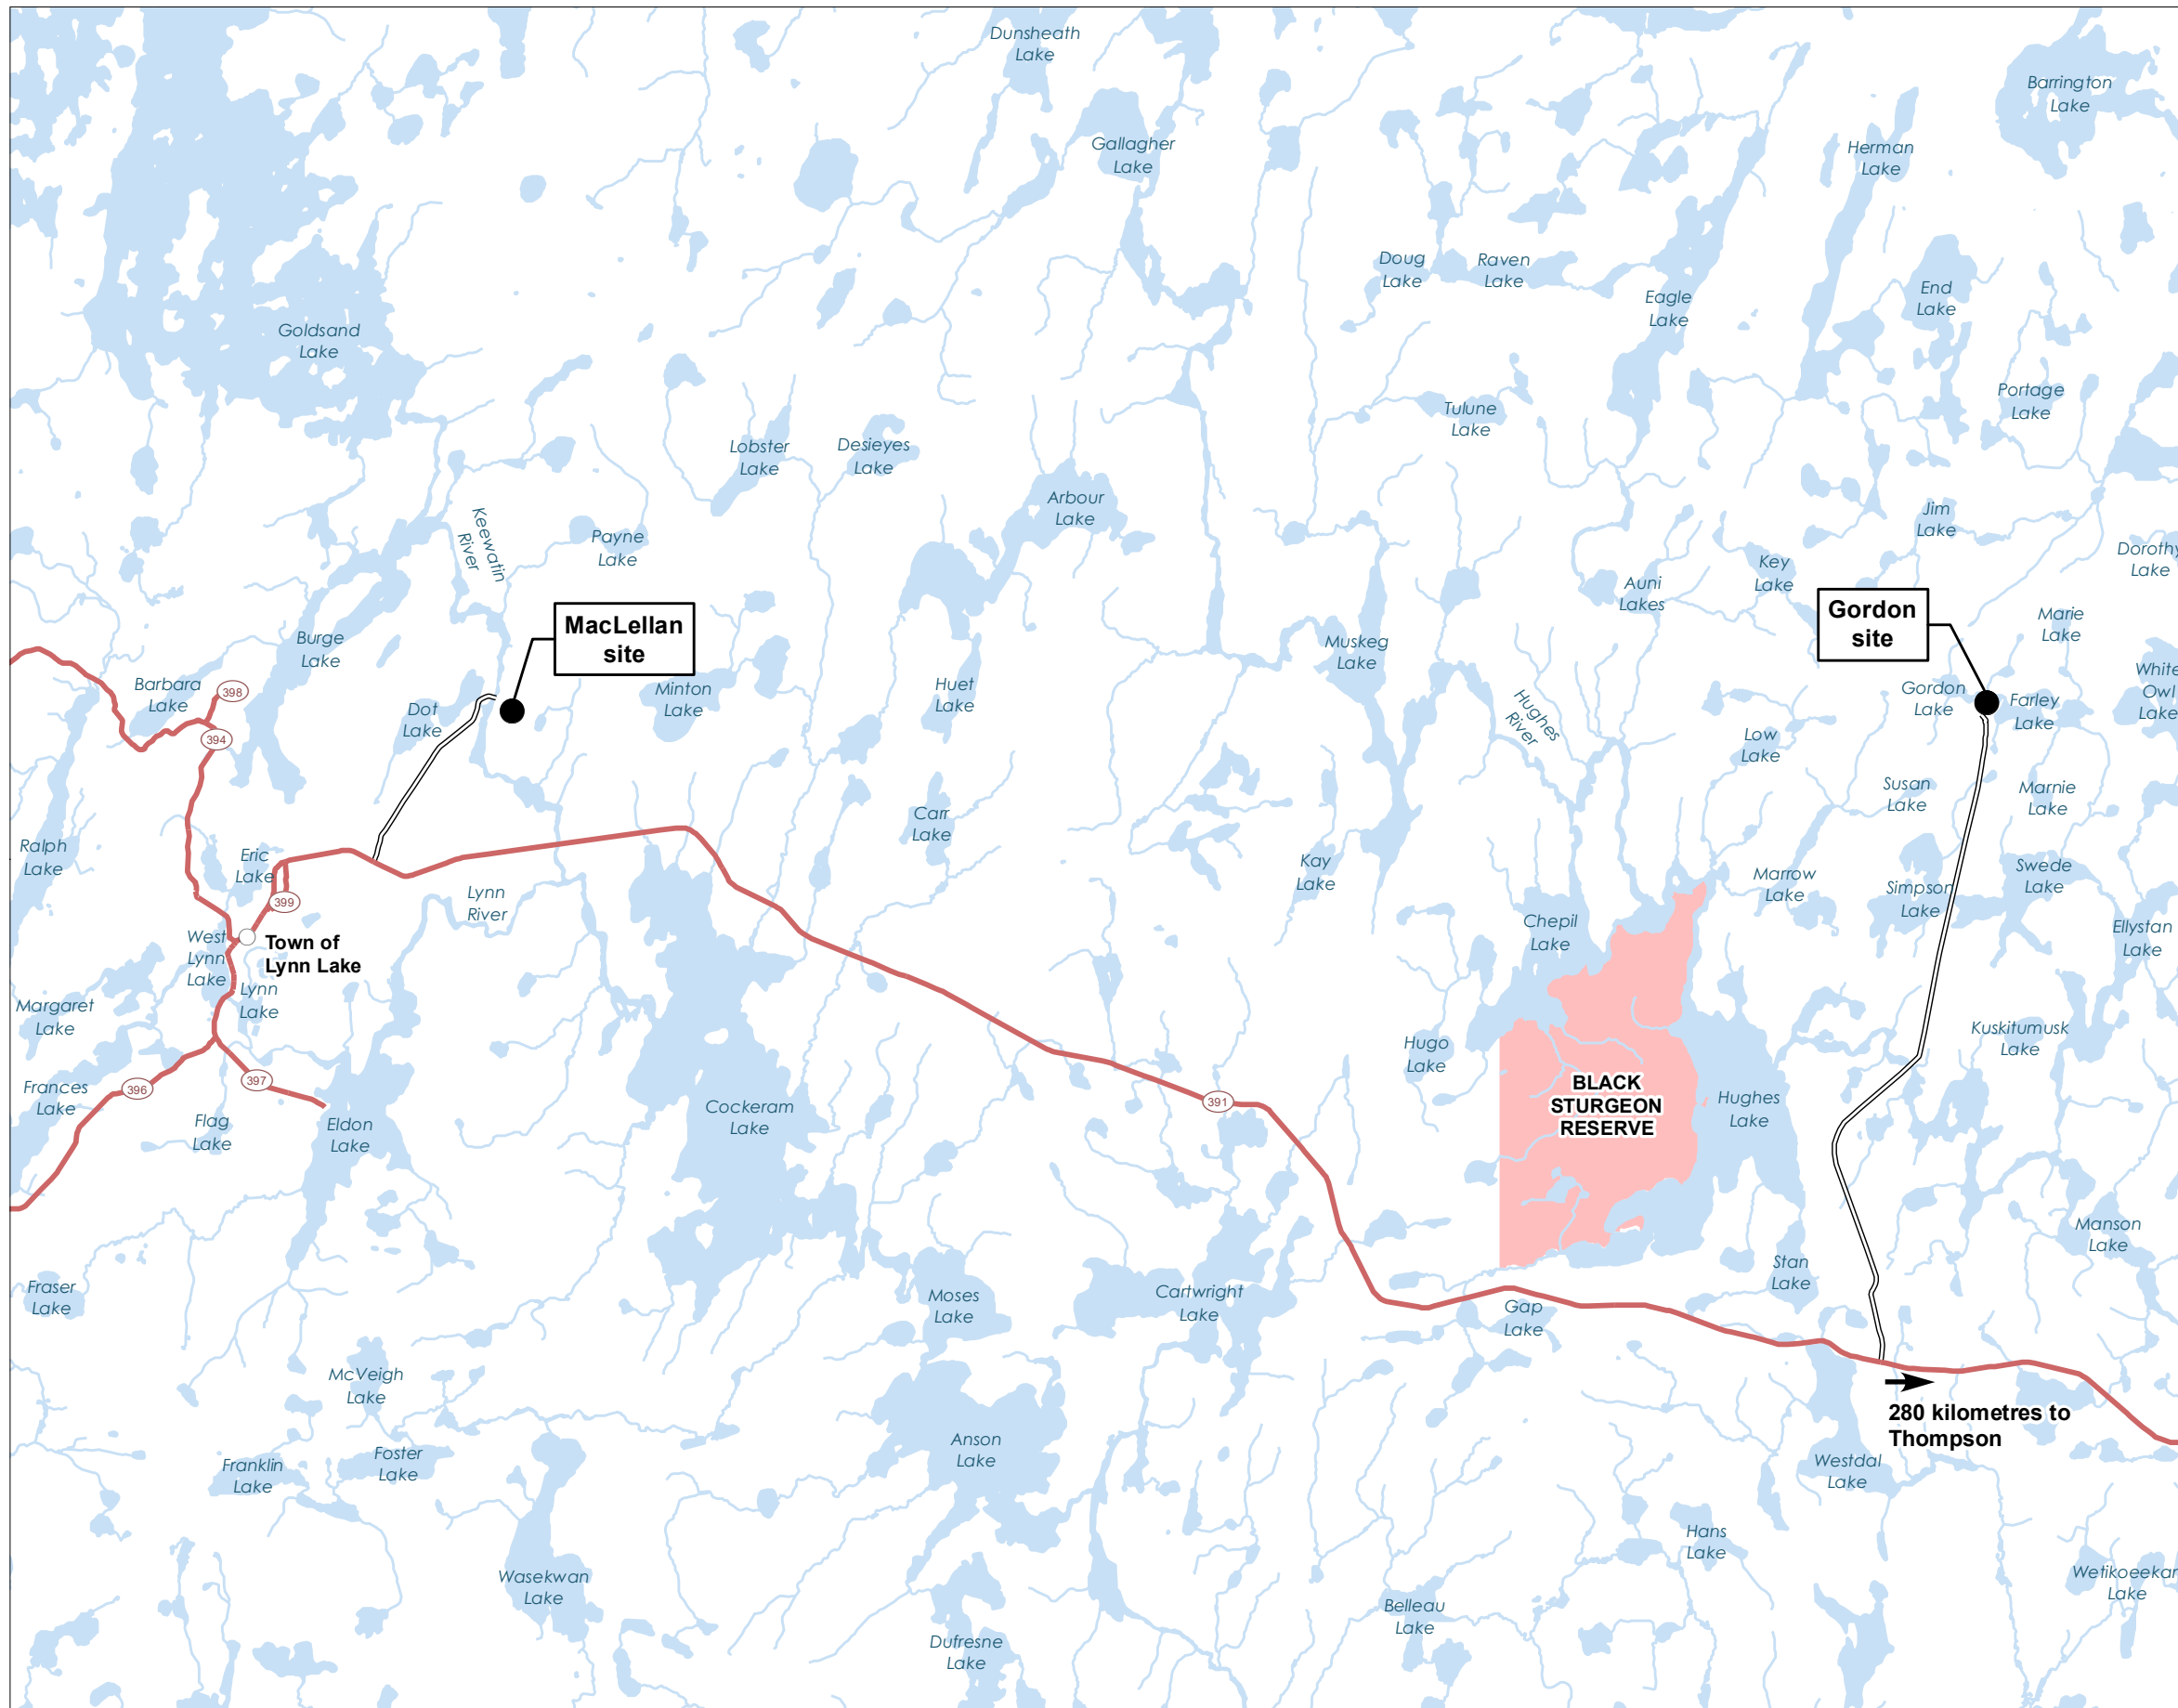 Dunsheath
Lake
Barrington
Lake
Gallagher
Lake
Herman
Lake
Doug
Lake
Raven
Lake
Eagle
Lake
End
Lake
Goldsand
Lake
Portage
Lake
Tulune
Lake
Lobster
Lake
Desieyes
Lake
Arbour
Lake
Jim
Lake
Keewatin
River
Payne
Lake
Dorothy
Lake
Key
Lake
Auni
Lakes
MacLellan
site
Gordon
site
Marie
Lake
Burge
Lake
Muskeg
Lake
Barbara
Lake
398
Minton
Lake
Huet
Lake
Gordon
Lake
Farley
Lake
White
Owl
Lake
Dot
Lake
Hughes
River
394
Low
Lake
Susan
Lake
Marnie
Lake
Carr
Lake
Ralph
Lake
Eric
Lake
Kay
Lake
Swede
Lake
Marrow
Lake
Simpson
Lake
399
Lynn
River
Chepil
Lake
Ellystan
Lake
West
Lynn
Lake
Town of
Lynn Lake
Lynn
Lake
Margaret
Lake
Kuskitumusk
Lake
Hugo
Lake
Frances
Lake
396
397
391
BLACK
STURGEON
RESERVE
Hughes
Lake
Cockeram
Lake
Flag
Lake
Eldon
Lake
Manson
Lake
Stan
Lake
Fraser
Lake
Moses
Lake
Cartwright
Lake
Gap
Lake
McVeigh
Lake
280 kilometres to
Thompson
Anson
Lake
Foster
Lake
Franklin
Lake
Westdal
Lake
Hans
Lake
Wasekwan
Lake
Wetikoeekan
Lake
Belleau
Lake
Dufresne
Lake